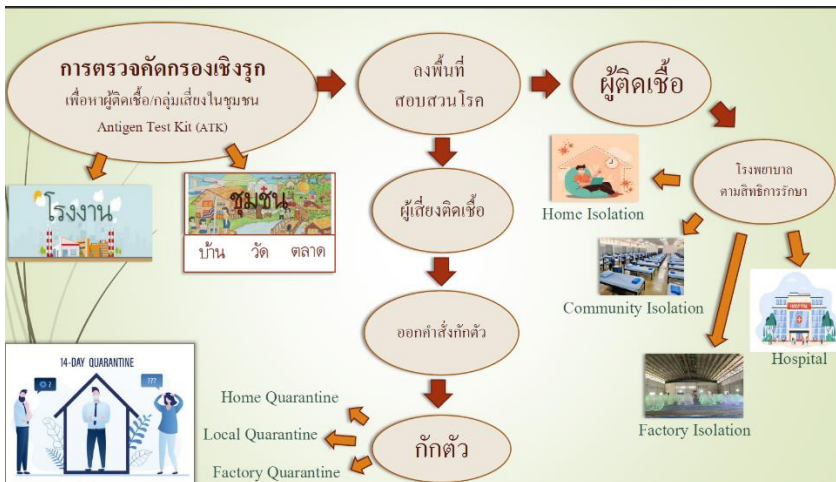 การตรวจคัดกรองเชิงรุก
เพื่อหาผู้ติดเชื้อ/กลุ่มเสี่ยงในชุมชน
Antigen Test Kit (ATK)
ลงพื้นที่
สอบสวนโรค
ผู้ติดเชื้อ
โรงพยาบาล
ตามสิทธิการรักษา
โรงงาน
ชุมชน
บ้าน วัด ตลาด
ผู้เสี่ยงติดเชื้อ
Home Isolation
Community Isolation
HOSPITAL
Hospital
Factory Isolation
ออกคำสั่งกักตัว
14-DAY QUARANTINE
?
???
Home Quarantine
Local Quarantine
Factory Quarantine
กักตัว